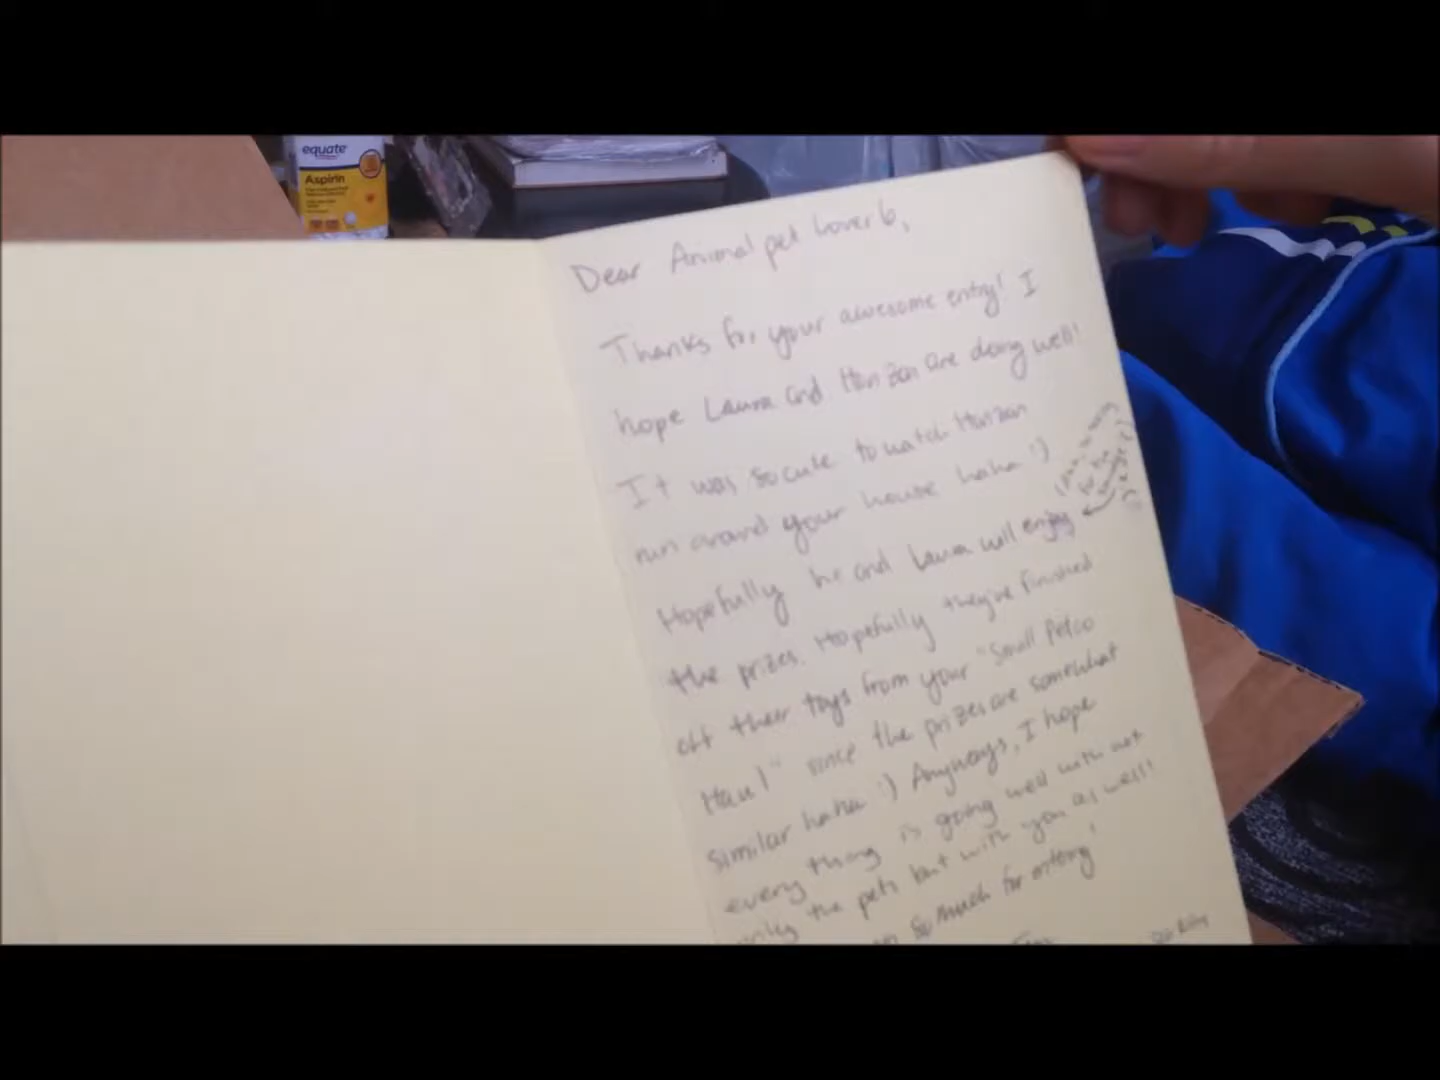 equate
Aspirin
Dear Animal pet lover 6,
Thanks for your awesome entry! I
hope Laura and Horizon are doing well!
It was so cute to watch Horizon
run around your house haha :)
Hopefully he and Laura will enjoy
the prizes. Hopefully they've finished
off their toys from your "Small Petco
Haul" since the prizes are somewhat
similar haha :) Anyways, I hope
every thing is going well with not
only the pets but with you as well!
so much for entering!